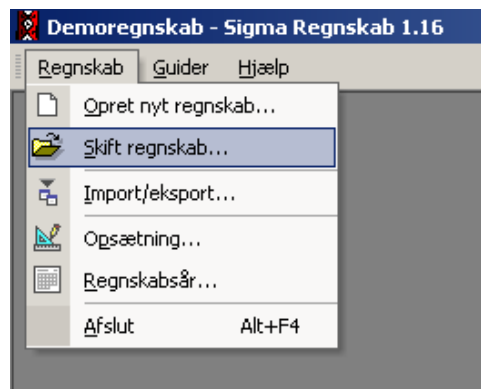 Demoregnskab - Sigma Regnskab 1.16
Regnskab Guider Hjælp
Opret nyt regnskab...
Skift regnskab...
Import/eksport...
Opsætning...
Regnskabsår...
Afslut Alt+F4